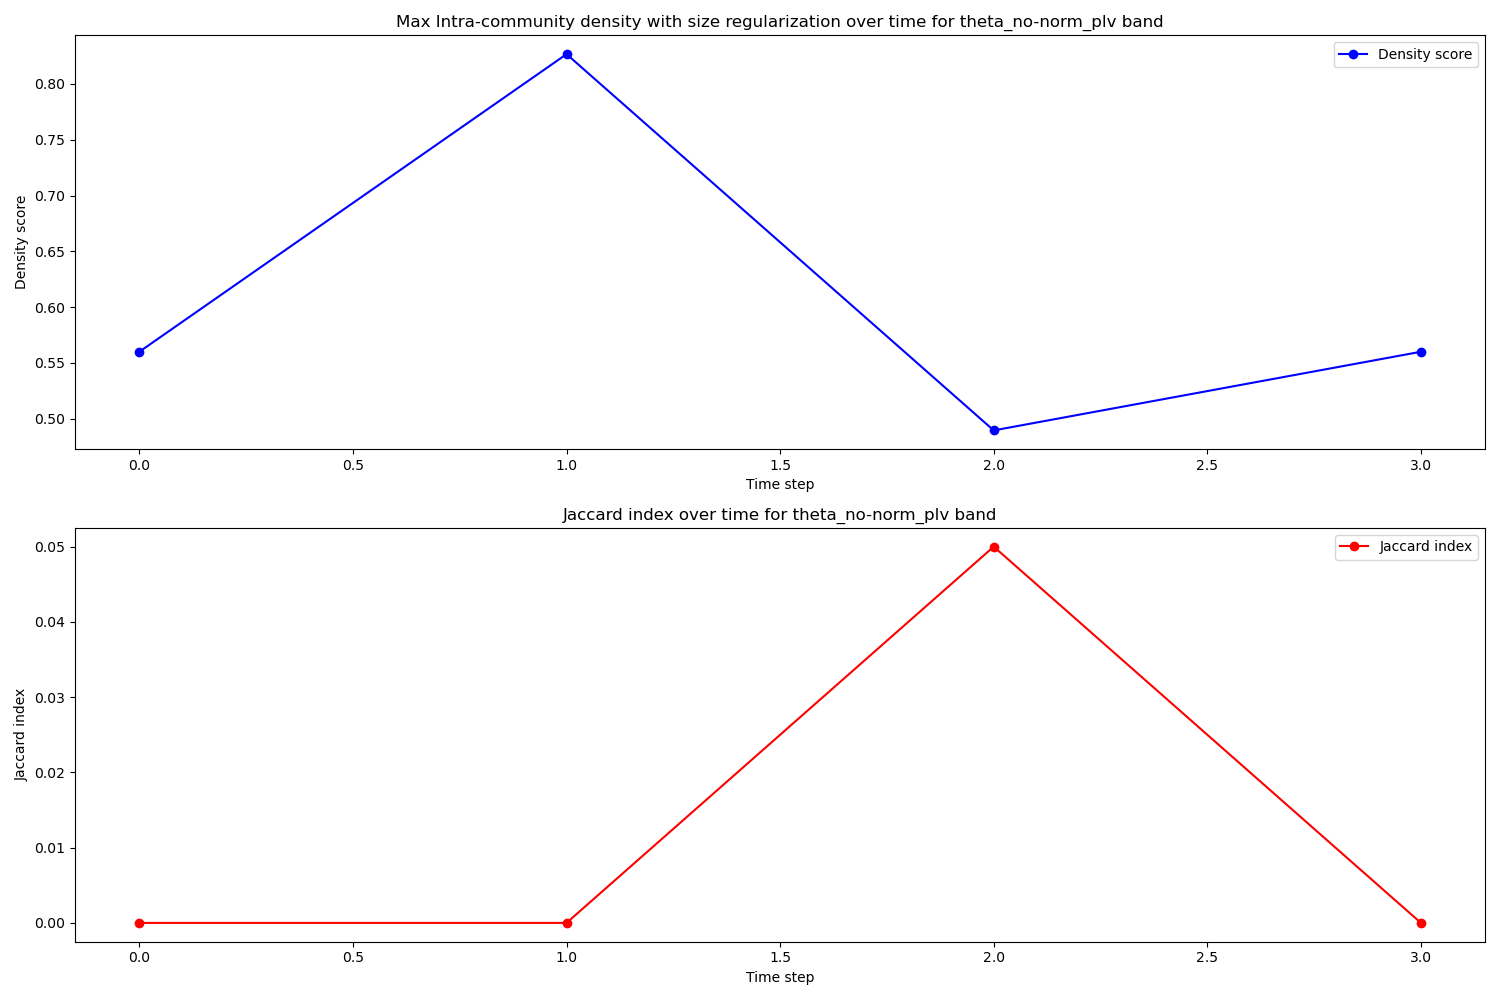 Max Intra-community density with size regularization over time for theta_no-norm_plv band
Density score
0.80
0.75
0.70
0.65
0.60
0.55
0.50
Density score
0.0 0.5 1.0 1.5 2.0 2.5 3.0
Time step
Jaccard index over time for theta_no-norm_plv band
Jaccard index
0.05
0.04
0.03
0.02
0.01
0.00
Jaccard index
0.0 0.5 1.0 1.5 2.0 2.5 3.0
Time step